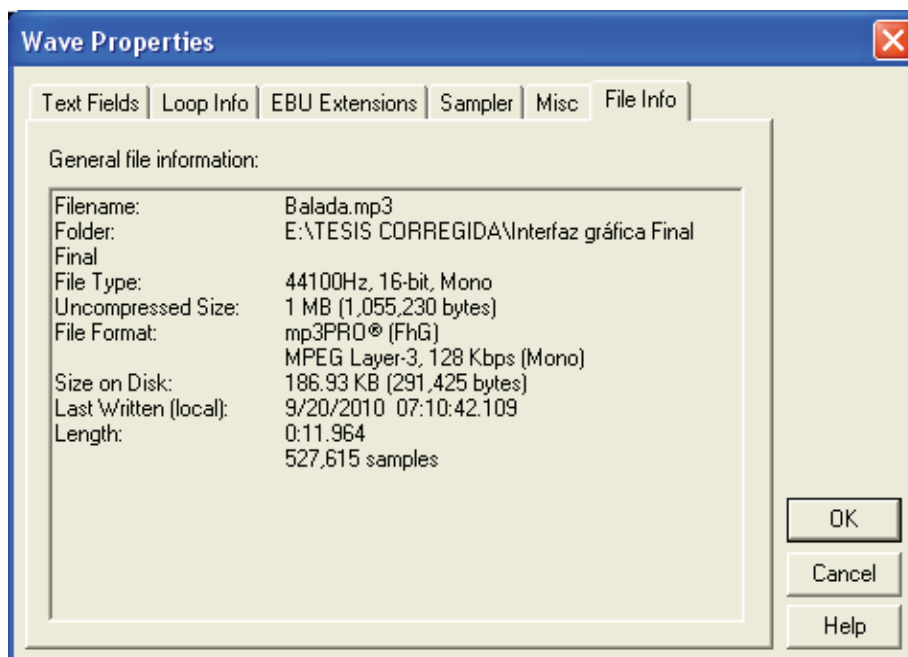 Wave Properties
Text Fields Loop Info EBU Extensions Sampler Misc File Info
General file information:
Filename: Balada.mp3
Folder: E:\TESIS CORREGIDA\Interfaz gráfica Final
Final
File Type: 44100Hz, 16-bit, Mono
Uncompressed Size: 1 MB (1,055,230 bytes)
File Format: mp3PRO® (FhG)
MPEG Layer-3, 128 Kbps (Mono)
Size on Disk: 186.93 KB (291,425 bytes)
Last Written (local): 9/20/2010 07:10:42.109
Length: 0:11.964
527,615 samples
OK
Cancel
Help